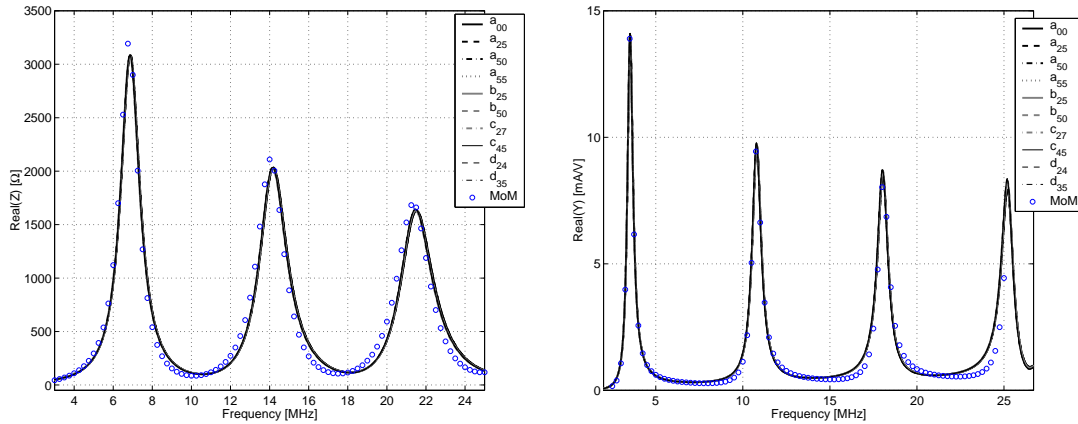 3500
3000
2500
2000
1500
1000
500
0
Real(Z) [Ω]
4 6 8 10 12 14 16 18 20 22 24
Frequency [MHz]
a00
a25
a50
a55
b25
b50
c27
c45
d24
d35
MoM
15
10
5
0
Real(Y) [mA/V]
5 10 15 20 25
Frequency [MHz]
a00
a25
a50
a55
b25
b50
c27
c45
d24
d35
MoM